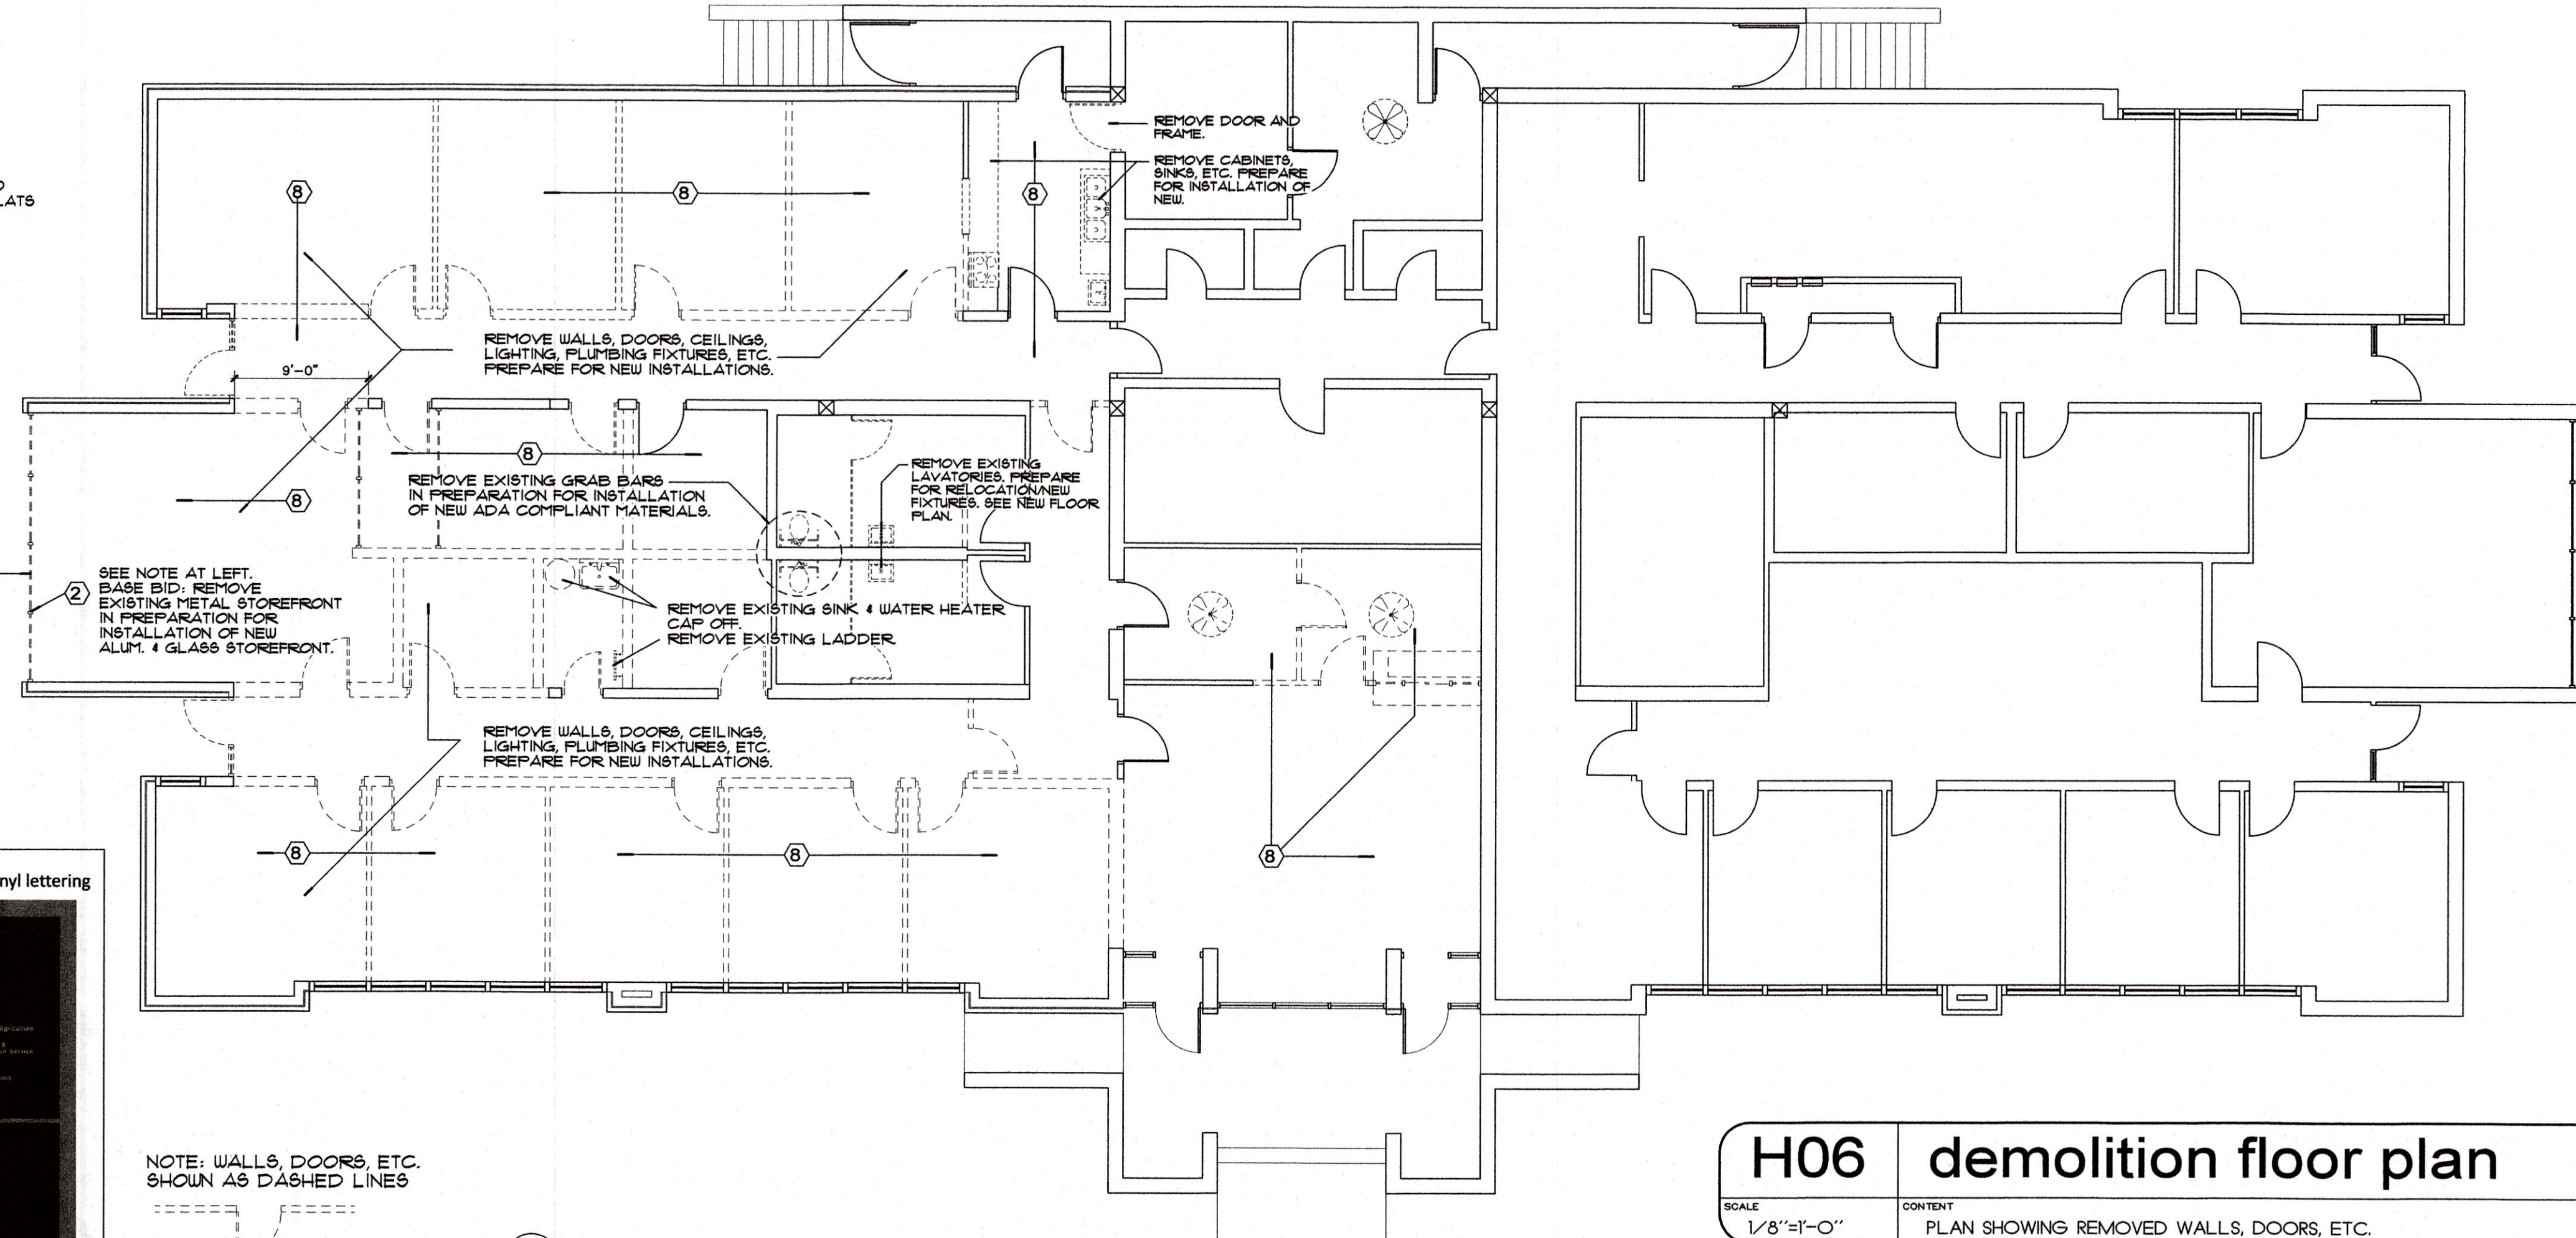 LATS
REMOVE DOOR AND
FRAME.
REMOVE CABINETS,
SINKS, ETC. PREPARE
FOR INSTALLATION OF
NEW.
8
8
8
REMOVE WALLS, DOORS, CEILINGS,
LIGHTING, PLUMBING FIXTURES, ETC.
PREPARE FOR NEW INSTALLATIONS.
9'-0"
8
REMOVE EXISTING GRAB BARS
IN PREPARATION FOR INSTALLATION
OF NEW ADA COMPLIANT MATERIALS.
REMOVE EXISTING
LAVATORIES. PREPARE
FOR RELOCATION/NEW
FIXTURES. SEE NEW FLOOR
PLAN.
8
2
SEE NOTE AT LEFT.
BASE BID: REMOVE
EXISTING METAL STOREFRONT
IN PREPARATION FOR
INSTALLATION OF NEW
ALUM. & GLASS STOREFRONT.
REMOVE EXISTING SINK & WATER HEATER
CAP OFF.
REMOVE EXISTING LADDER
REMOVE WALLS, DOORS, CEILINGS,
LIGHTING, PLUMBING FIXTURES, ETC.
PREPARE FOR NEW INSTALLATIONS.
8
8
8
nyl lettering
Agriculture
&
on Service
NOTE: WALLS, DOORS, ETC.
SHOWN AS DASHED LINES
H06
demolition floor plan
SCALE
1/8"=1'-0"
CONTENT
PLAN SHOWING REMOVED WALLS, DOORS, ETC.